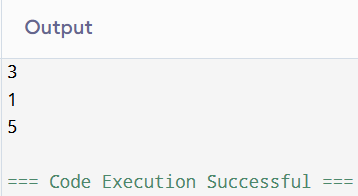 Output
3
1
5
=== Code Execution Successful ===